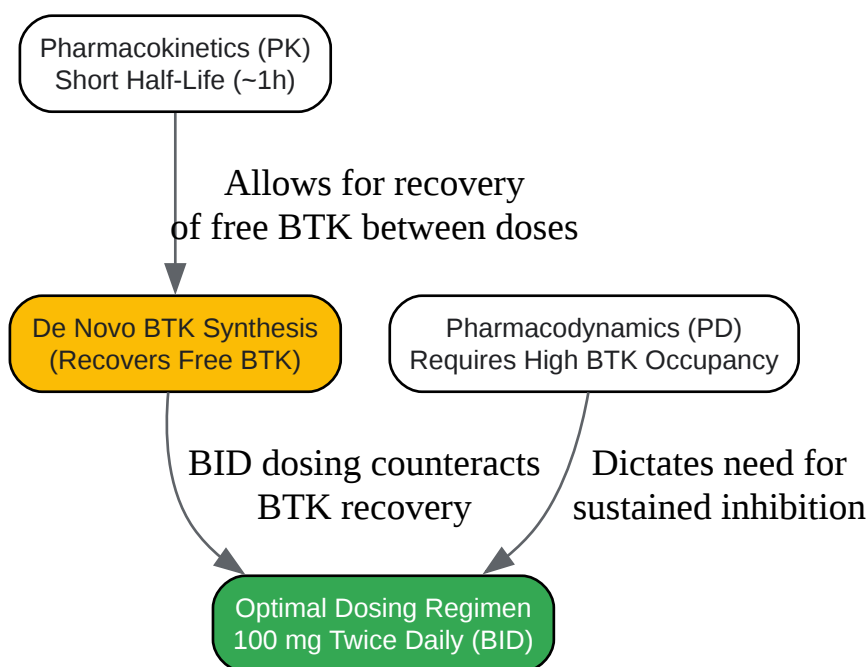 Pharmacokinetics (PK)
Short Half-Life (~1h)
Allows for recovery
of free BTK between doses
De Novo BTK Synthesis
(Recovers Free BTK)
Pharmacodynamics (PD)
Requires High BTK Occupancy
BID dosing counteracts
BTK recovery
Dictates need for
sustained inhibition
Optimal Dosing Regimen
100 mg Twice Daily (BID)